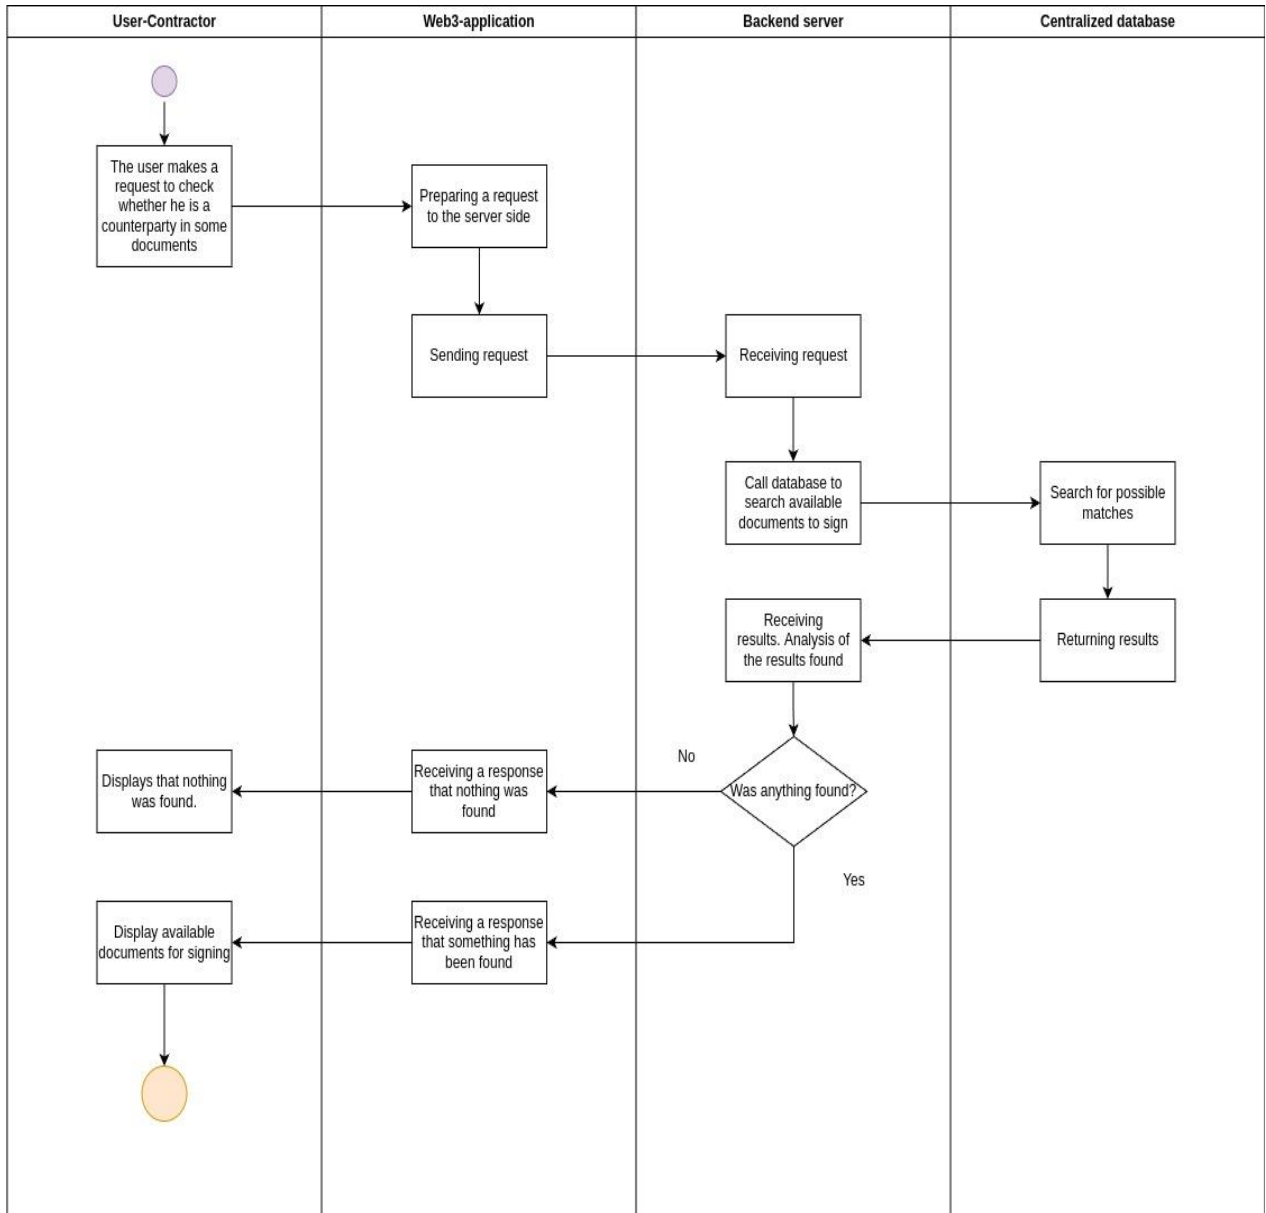 User-Contractor
Web3-application
Backend server
Centralized database
The user makes a
request to check
whether he is a
counterparty in some
documents
Preparing a request
to the server side
Sending request
Receiving request
Call database to
search available
documents to sign
Search for possible
matches
Receiving
results. Analysis of
the results found
Returning results
Displays that nothing
was found.
Receiving a response
that nothing was
found
No
Was anything found?
Yes
Display available
documents for signing
Receiving a response
that something has
been found